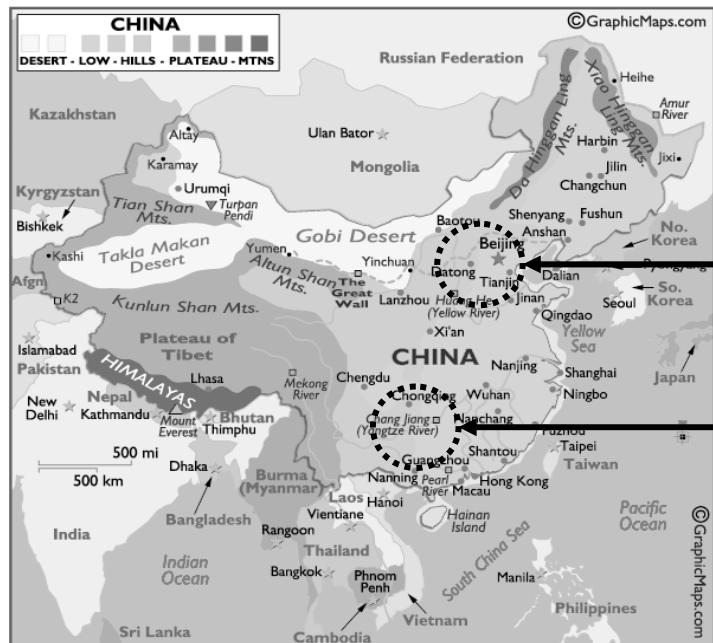 CHINA
DESERT - LOW - HILLS - PLATEAU - MTNS
©GraphicMaps.com
Russian Federation
Heihe
Xiao Hinggan
Ling Mts.
Amur
River
Kazakhstan
Altay
Ulan Bator
Da Hinggan Ling
Mts.
Harbin
Karamay
Mongolia
Jilin
Jixi
Changchun
Kyrgyzstan
Urumqi
Turpan
Pendi
Bishkek
Tian Shan
Mts.
Baotou
Shenyang
Fushun
Anshan
Gobi Desert
Beijing
No.
Korea
Takla Makan
Desert
Kashi
Yumen
Altun Shan
Mts.
Yinchuan
Datong
Tianjin
Dalian
Pyongyang
Afgn
The
Great
Wall
K2
Lanzhou
Huang He
(Yellow River)
Jinan
Seoul
So.
Korea
Kunlun Shan Mts.
Qingdao
Xi'an
Yellow
Sea
Islamabad
Pakistan
Plateau of
Tibet
CHINA
Nanjing
Shanghai
Japan
HIMALAYAS
Lhasa
Mekong
River
Chengdu
Chongqing
Wuhan
Ningbo
New
Delhi
Nepal
Kathmandu
Mount
Everest
Bhutan
Thimphu
Chang Jiang
(Yangtze River)
Nanchang
Fuzhou
500 mi
500 km
Taipei
Taiwan
Guangzhou
Shantou
Dhaka
Burma
(Myanmar)
Nanning
Pearl
River
Hong Kong
Macau
Laos
Hanoi
Bangladesh
Vientiane
Hainan
Island
Pacific
Ocean
India
Rangoon
Indian
Ocean
Thailand
South China Sea
Bangkok
Phnom
Penh
Manila
Vietnam
Philippines
Sri Lanka
Cambodia
©GraphicMaps.com